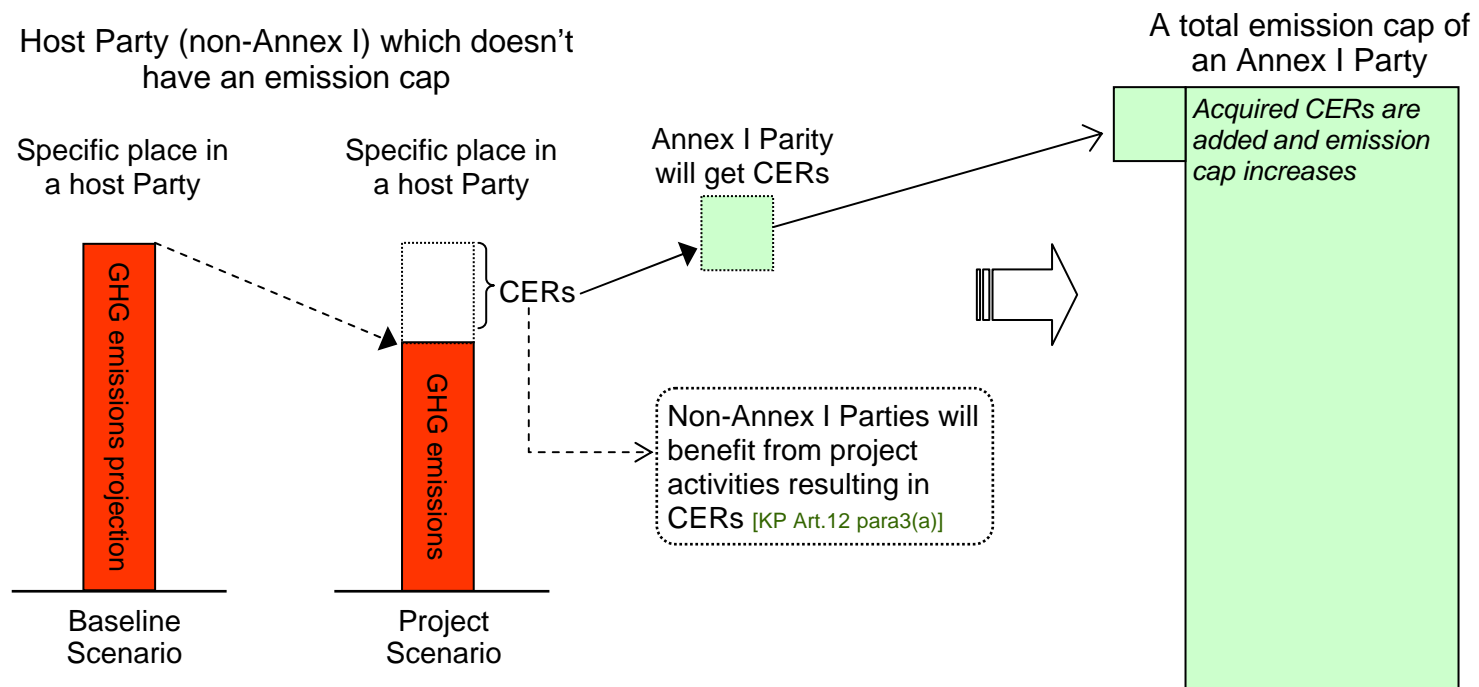 Host Party (non-Annex I) which doesn't
have an emission cap
A total emission cap of
an Annex I Party
Specific place in
a host Party
Specific place in
a host Party
Annex I Parity
will get CERs
Acquired CERs are
added and emission
cap increases
GHG emissions projection
GHG emissions
CERs
Non-Annex I Parties will
benefit from project
activities resulting in
CERs [KP Art.12 para3(a)]
Baseline
Scenario
Project
Scenario